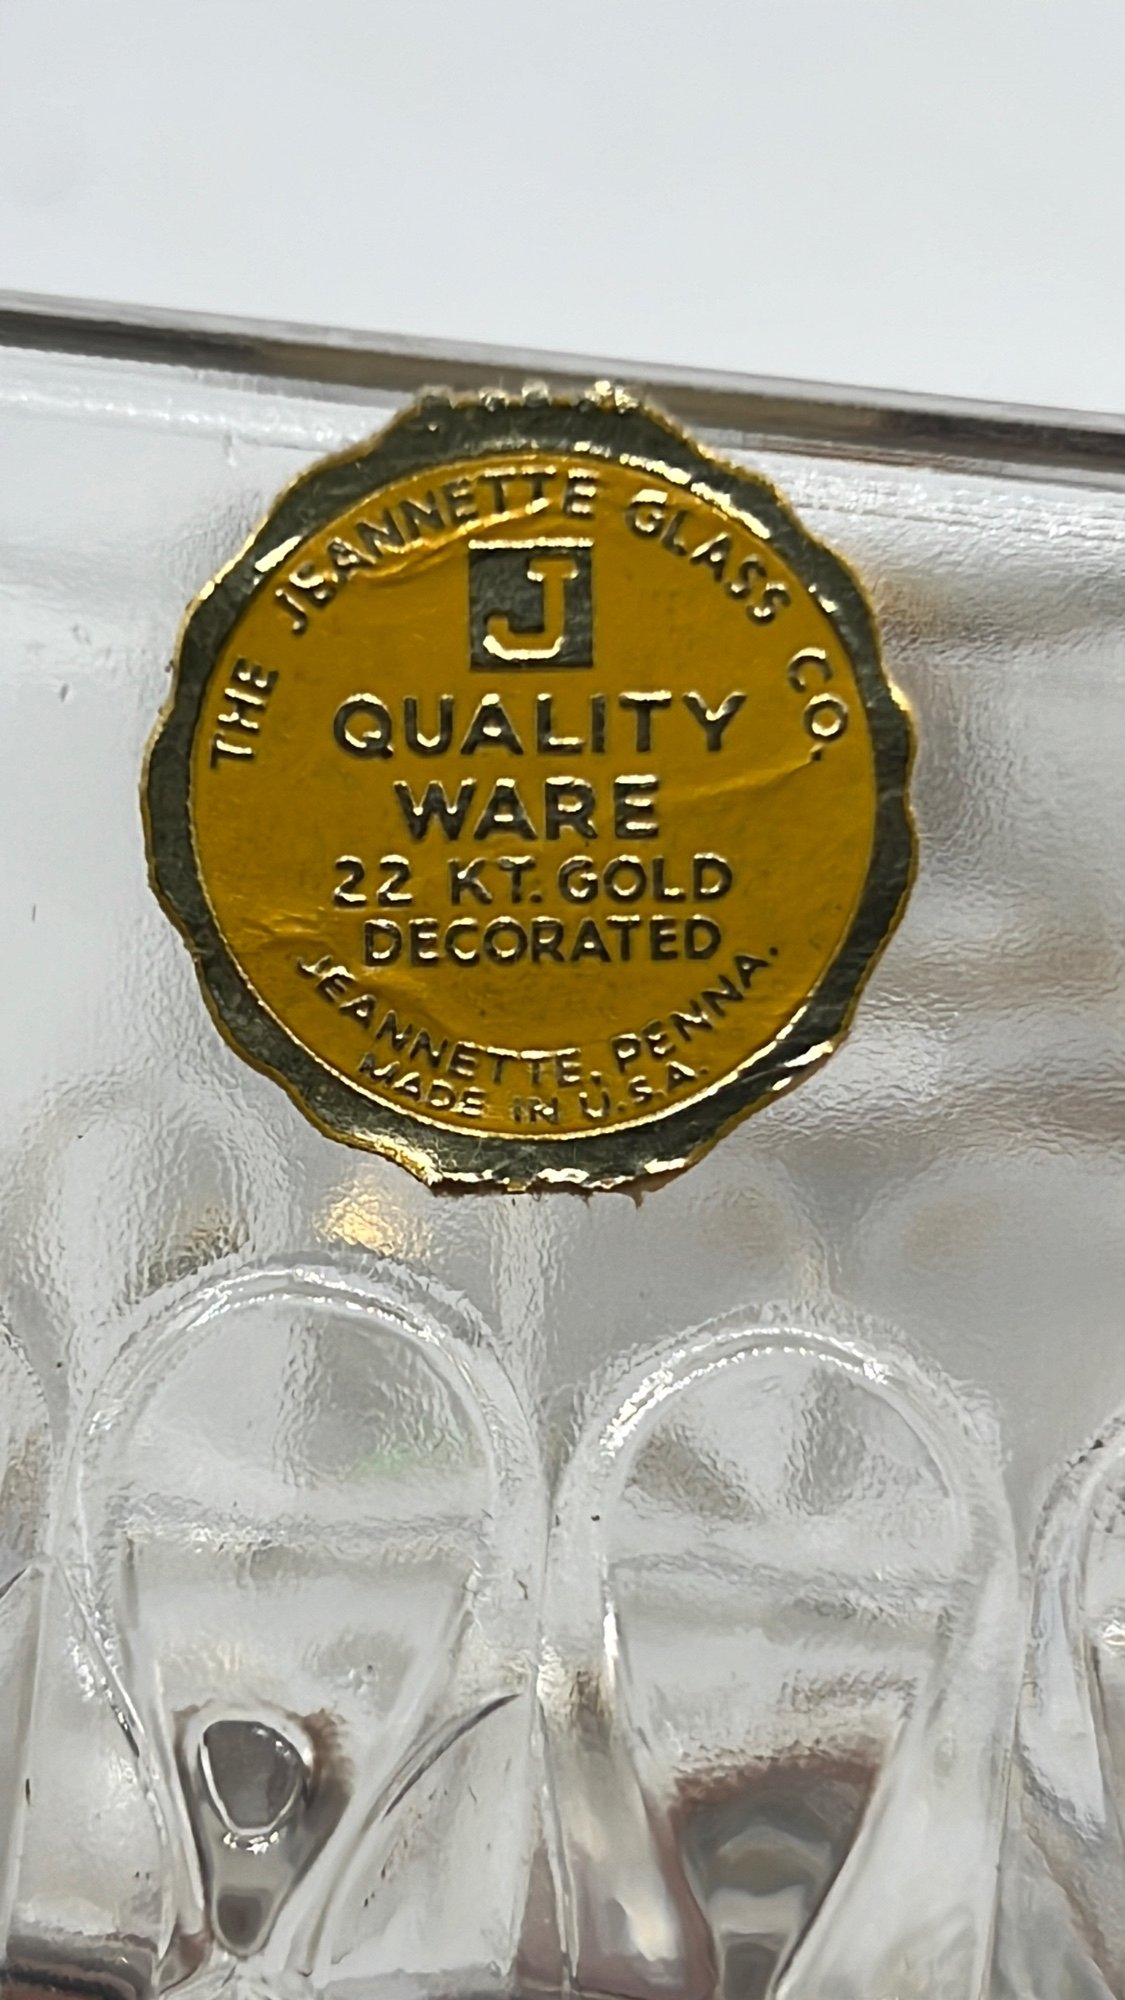 THE JEANNETTE GLASS CO.
J
QUALITY
WARE
22 KT. GOLD
DECORATED
JEANNETTE, PENNA.
MADE IN U.S.A.